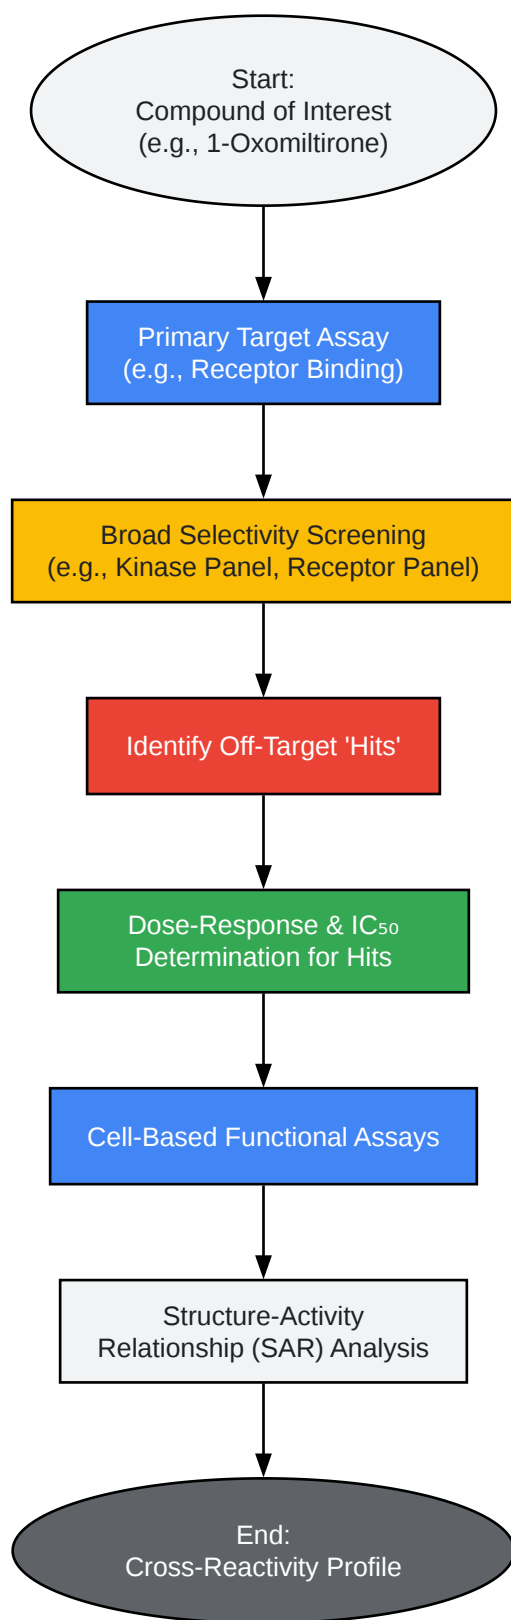 Start:
Compound of Interest
(e.g., 1-Oxomiltirone)
Primary Target Assay
(e.g., Receptor Binding)
Broad Selectivity Screening
(e.g., Kinase Panel, Receptor Panel)
Identify Off-Target 'Hits'
Dose-Response & IC₅₀
Determination for Hits
Cell-Based Functional Assays
Structure-Activity
Relationship (SAR) Analysis
End:
Cross-Reactivity Profile